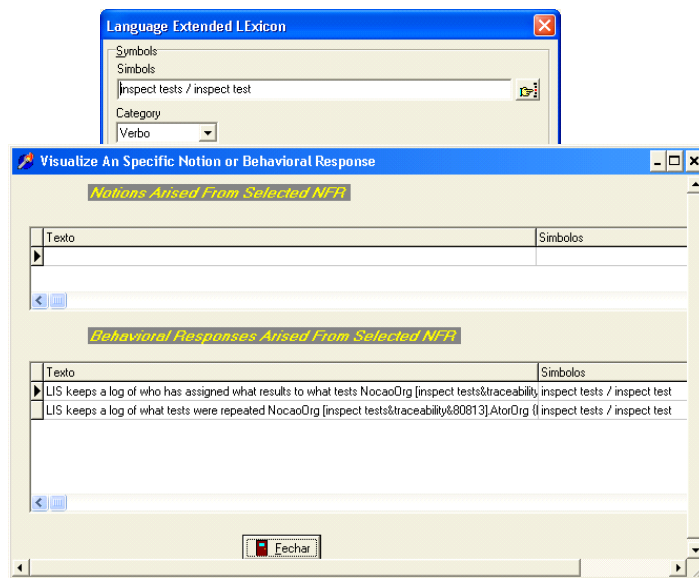 Language Extended LExicon
Symbols
Simbols
inspect tests / inspect test
Category
Verbo
Visualize An Specific Notion or Behavioral Response
Notions Arised From Selected NFR
Texto Simbolos
Behavioral Responses Arised From Selected NFR
Texto Simbolos
LIS keeps a log of who has assigned what results to what tests NocaoOrg [inspect tests&traceability inspect tests / inspect test
LIS keeps a log of what tests were repeated NocaoOrg [inspect tests&traceability&80813].AtorOrg inspect tests / inspect test
Fechar